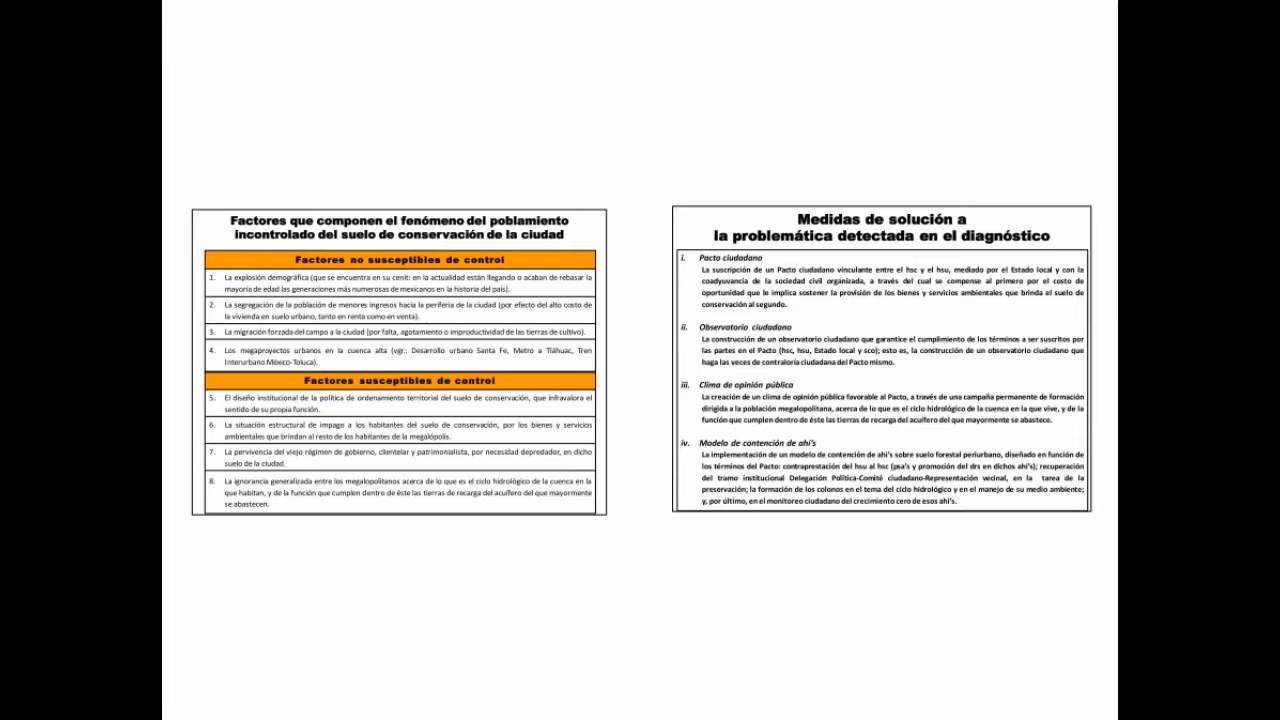 Factores que componen el fenómeno del poblamiento
incontrolado del suelo de conservación de la ciudad
Factores no susceptibles de control
1. La explosión demográfica (que se encuentra en su cenit: en la actualidad están llegando o acaban de rebasar la
mayoría de edad las generaciones más numerosas de mexicanos en la historia del país).
2. La segregación de la población de menores ingresos hacia la periferia de la ciudad (por efecto del alto costo de
la vivienda en suelo urbano, tanto en renta como en venta).
3. La migración forzada del campo a la ciudad (por falta, agotamiento o improductividad de las tierras de cultivo).
4. Los megaproyectos urbanos en la cuenca alta (vgr.: Desarrollo urbano Santa Fe, Metro a Tláhuac, Tren
Interurbano México-Toluca).
Factores susceptibles de control
5. El diseño institucional de la política de ordenamiento territorial del suelo de conservación, que infravalora el
sentido de su propia función.
6. La situación estructural de impago a los habitantes del suelo de conservación, por los bienes y servicios
ambientales que brindan al resto de los habitantes de la megalópolis.
7. La pervivencia del viejo régimen de gobierno, clientelar y patrimonialista, por necesidad depredador, en dicho
suelo de la ciudad.
8. La ignorancia generalizada entre los megalopolitanos acerca de lo que es el ciclo hidrológico de la cuenca en la
que habitan, y de la función que cumplen dentro de éste las tierras de recarga del acuífero del que mayormente
se abastecen.
Medidas de solución a
la problemática detectada en el diagnóstico
i. Pacto ciudadano
La suscripción de un Pacto ciudadano vinculante entre el hsc y el hsu, mediado por el Estado local y con la
coadyuvancia de la sociedad civil organizada, a través del cual se compense al primero por el costo de
oportunidad que le implica sostener la provisión de los bienes y servicios ambientales que brinda el suelo de
conservación al segundo.
ii. Observatorio ciudadano
La construcción de un observatorio ciudadano que garantice el cumplimiento de los términos a ser suscritos por
las partes en el Pacto (hsc, hsu, Estado local y sco); esto es, la construcción de un observatorio ciudadano que
haga las veces de contraloría ciudadana del Pacto mismo.
iii. Clima de opinión pública
La creación de un clima de opinión pública favorable al Pacto, a través de una campaña permanente de formación
dirigida a la población megalopolitana, acerca de lo que es el ciclo hidrológico de la cuenca en la que vive, y de la
función que cumplen dentro de éste las tierras de recarga del acuífero del que mayormente se abastece.
iv. Modelo de contención de ahí's
La implementación de un modelo de contención de ahí's sobre suelo forestal periurbano, diseñado en función de
los términos del Pacto: contraprestación del hsu al hsc (psa's y promoción del drs en dichos ahí's); recuperación
del tramo institucional Delegación Política-Comité ciudadano-Representación vecinal, en la tarea de la
preservación; la formación de los colonos en el tema del ciclo hidrológico y en el manejo de su medio ambiente;
y, por último, en el monitoreo ciudadano del crecimiento cero de esos ahí's.